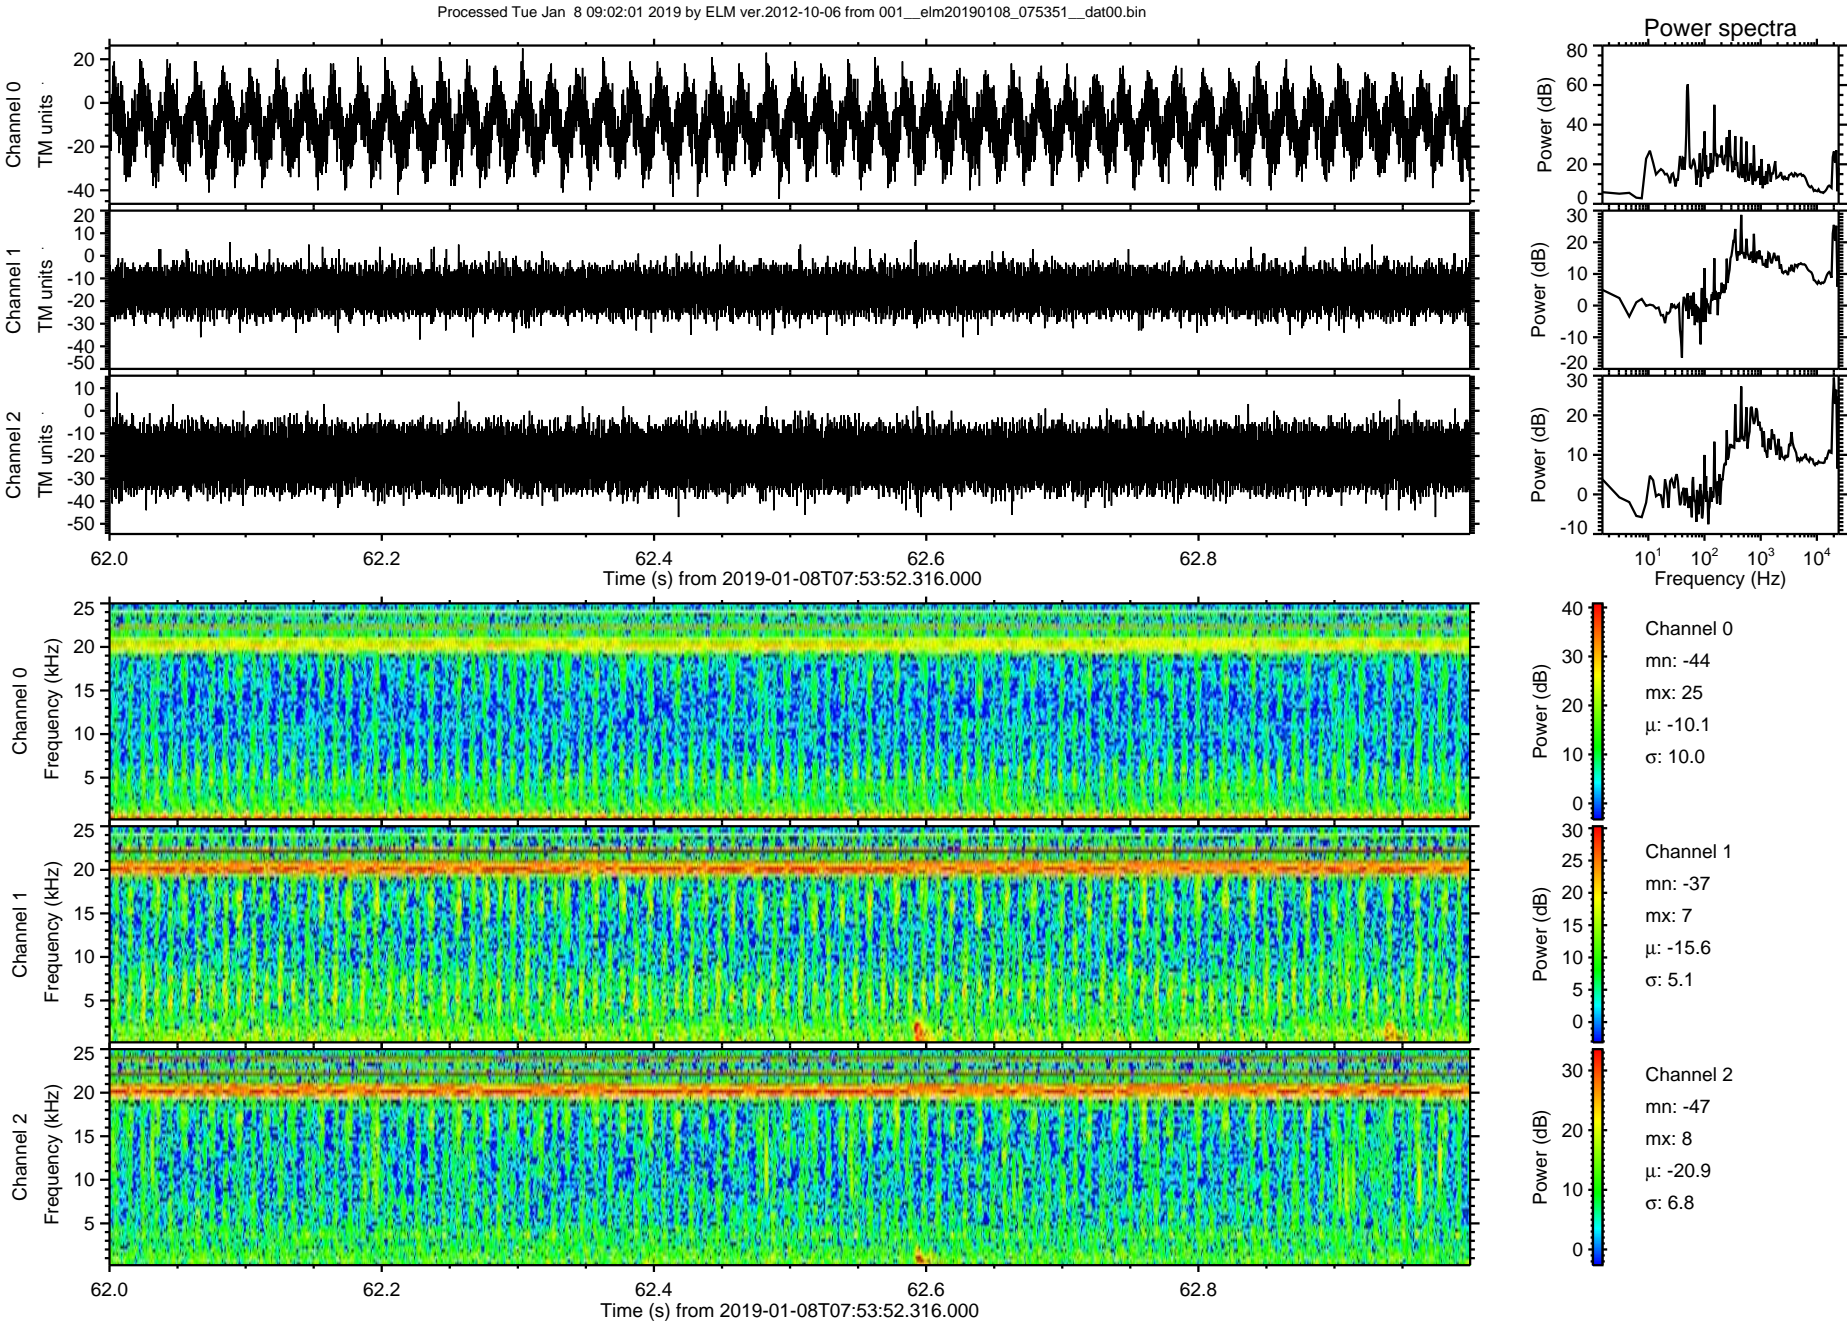 Processed Tue Jan  8 09:02:01 2019 by ELM ver.2012-10-06 from 001__elm20190108_075351__dat00.bin
Power spectra
Channel 0
TM units
20
0
-20
-40
Power (dB)
80
60
40
20
0
Channel 1
TM units
20
10
0
-10
-20
-30
-40
-50
Power (dB)
30
20
10
0
-10
-20
Channel 2
TM units
10
0
-10
-20
-30
-40
-50
Power (dB)
30
20
10
0
-10
62.0 62.2 62.4 62.6 62.8
Time (s) from 2019-01-08T07:53:52.316.000
10¹ 10² 10³ 10⁴
Frequency (Hz)
Channel 0
Frequency (kHz)
25
20
15
10
5
Power (dB)
40
30
20
10
0
Channel 0
mn: -44
mx: 25
μ: -10.1
σ: 10.0
Channel 1
Frequency (kHz)
25
20
15
10
5
Power (dB)
30
25
20
15
10
5
0
Channel 1
mn: -37
mx: 7
μ: -15.6
σ: 5.1
Channel 2
Frequency (kHz)
25
20
15
10
5
Power (dB)
30
20
10
0
Channel 2
mn: -47
mx: 8
μ: -20.9
σ: 6.8
62.0 62.2 62.4 62.6 62.8
Time (s) from 2019-01-08T07:53:52.316.000